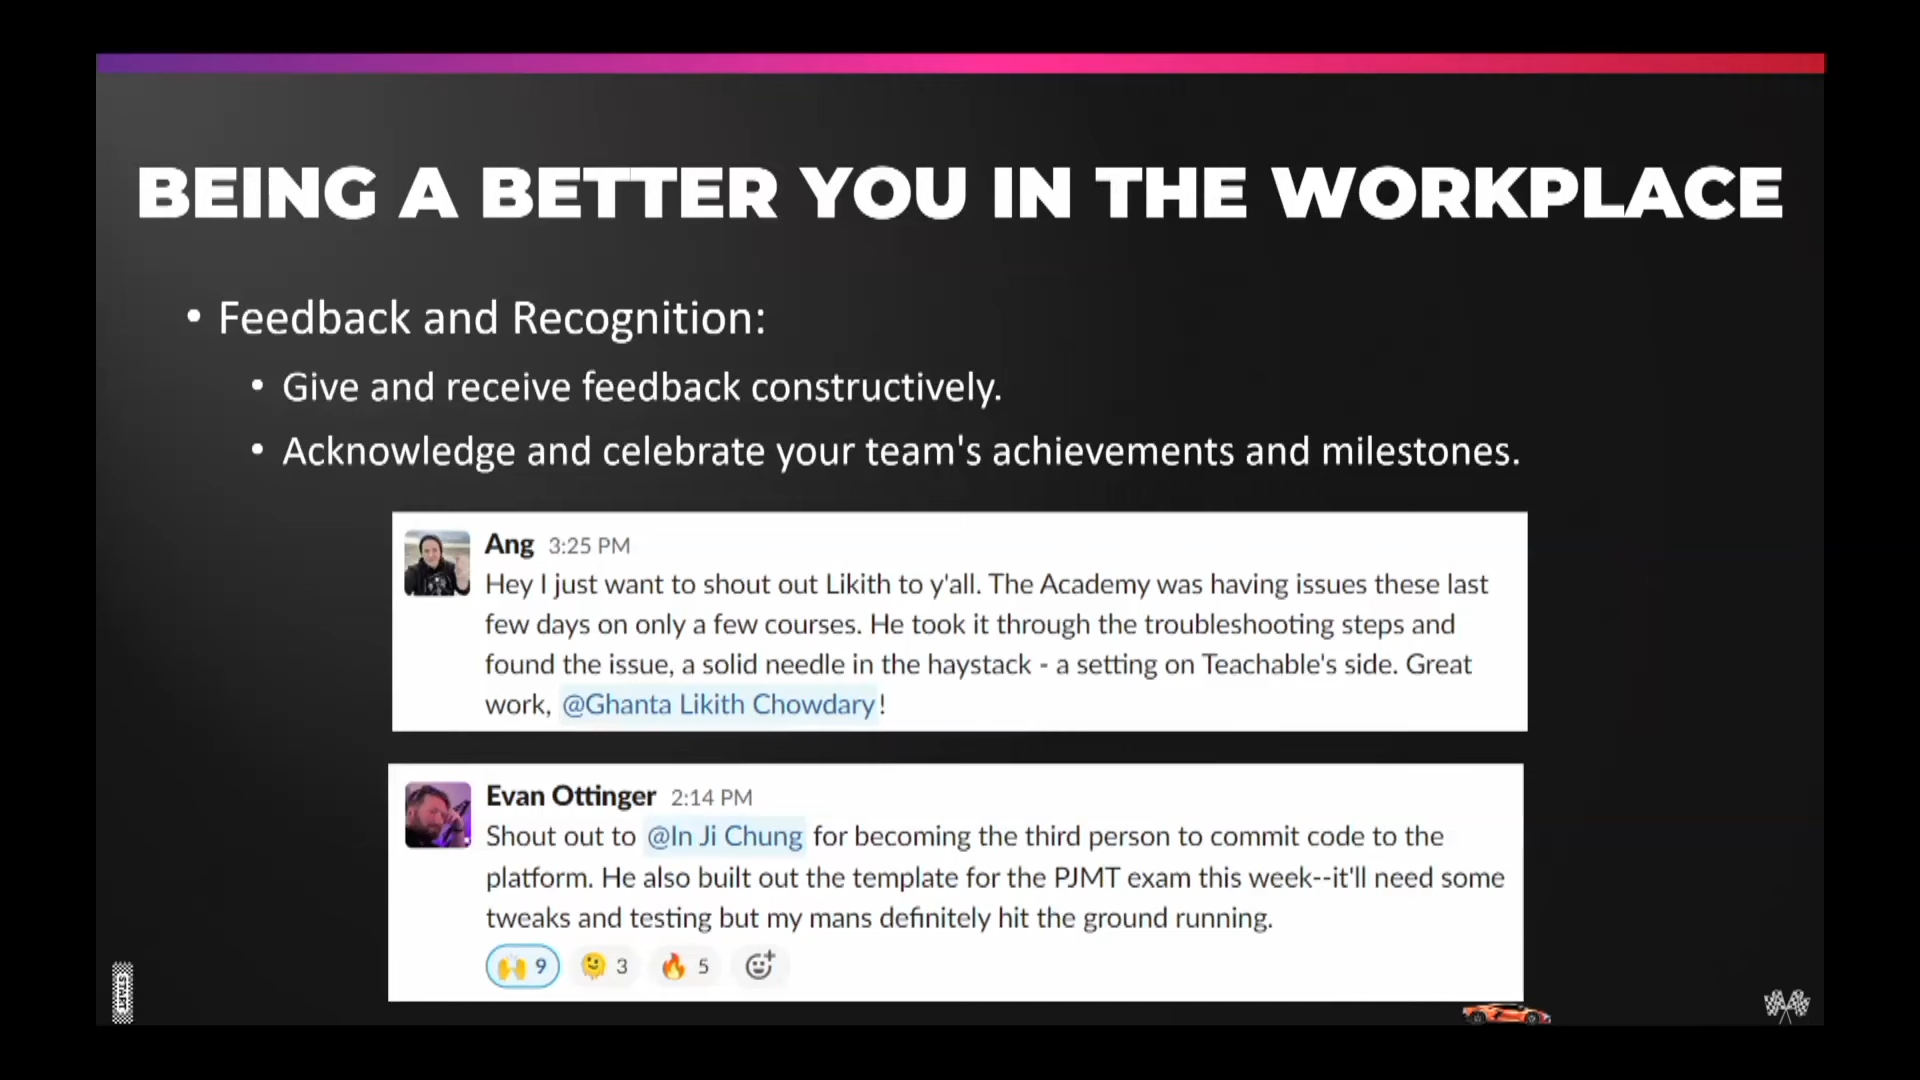 BEING A BETTER YOU IN THE WORKPLACE
• Feedback and Recognition:
• Give and receive feedback constructively.
• Acknowledge and celebrate your team's achievements and milestones.
Ang 3:25 PM
Hey I just want to shout out Likith to y'all. The Academy was having issues these last
few days on only a few courses. He took it through the troubleshooting steps and
found the issue, a solid needle in the haystack - a setting on Teachable's side. Great
work, @Ghanta Likith Chowdary!
Evan Ottinger 2:14 PM
Shout out to @In Ji Chung for becoming the third person to commit code to the
platform. He also built out the template for the PJMT exam this week--it'll need some
tweaks and testing but my mans definitely hit the ground running.
9 3 5
START